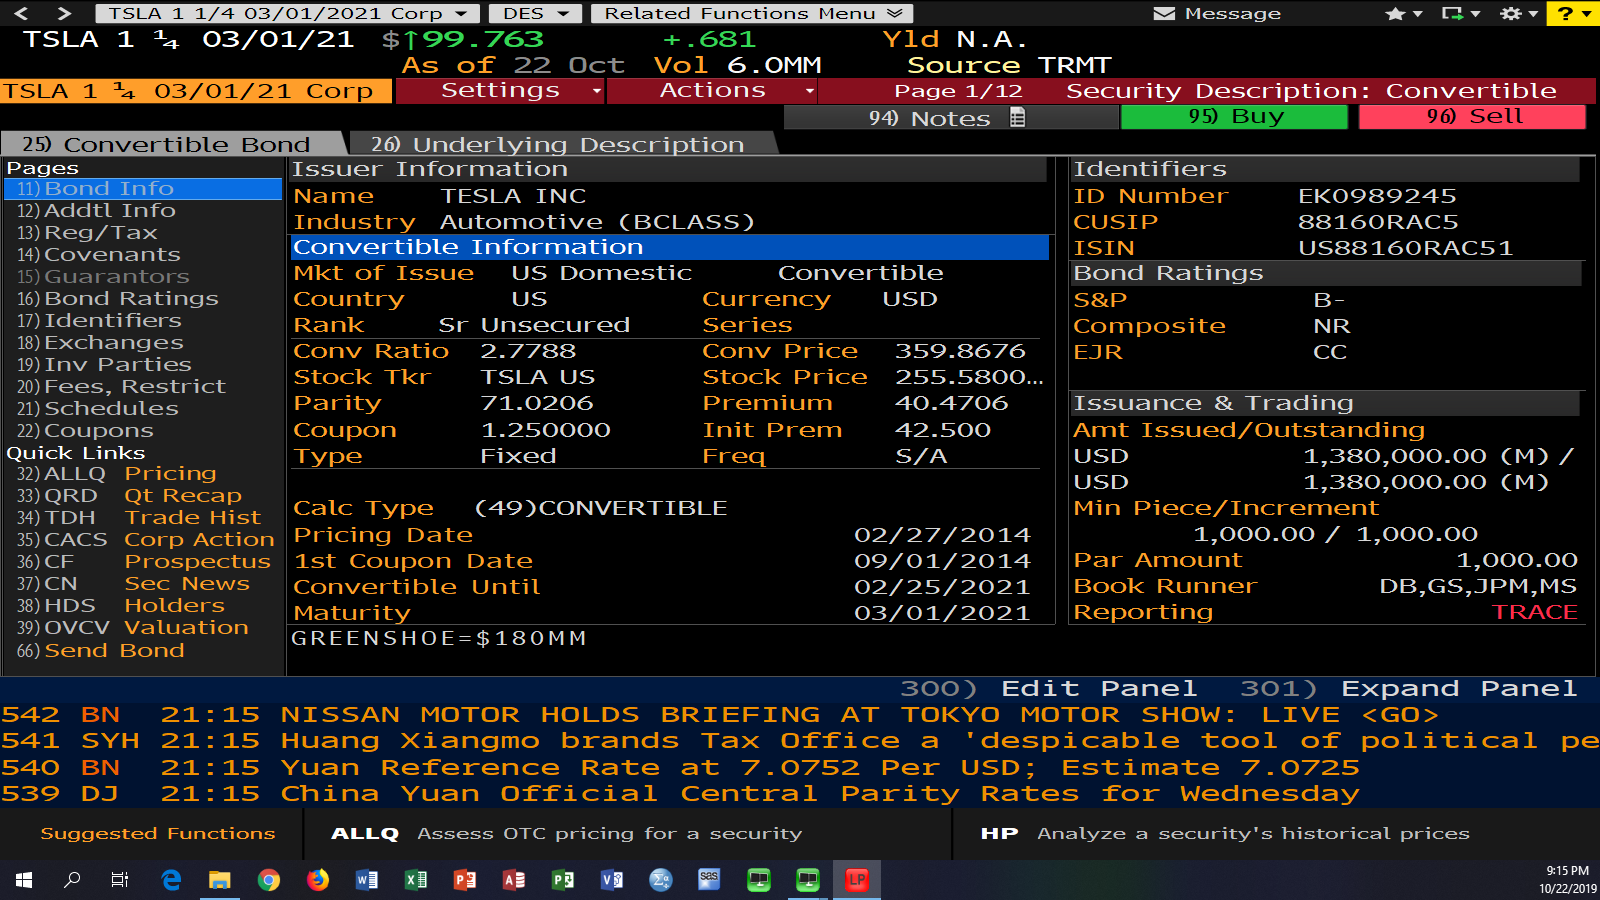 TSLA 1 1/4 03/01/2021 Corp DES Related Functions Menu Message ?
TSLA 1 ¼ 03/01/21 $↑99.763 +.681 Yld N.A.
As of 22 Oct Vol 6.0MM Source TRMT
TSLA 1 ¼ 03/01/21 Corp Settings Actions Page 1/12 Security Description: Convertible
94) Notes 95) Buy 96) Sell
25) Convertible Bond 26) Underlying Description
Pages
11) Bond Info
12) Addtl Info
13) Reg/Tax
14) Covenants
15) Guarantors
16) Bond Ratings
17) Identifiers
18) Exchanges
19) Inv Parties
20) Fees, Restrict
21) Schedules
22) Coupons
Quick Links
32) ALLQ Pricing
33) QRD Qt Recap
34) TDH Trade Hist
35) CACS Corp Action
36) CF Prospectus
37) CN Sec News
38) HDS Holders
39) OVCV Valuation
66) Send Bond
Issuer Information
Name TESLA INC
Industry Automotive (BCLASS)
Convertible Information
Mkt of Issue US Domestic Convertible
Country US Currency USD
Rank Sr Unsecured Series
Conv Ratio 2.7788 Conv Price 359.8676
Stock Tkr TSLA US Stock Price 255.5800...
Parity 71.0206 Premium 40.4706
Coupon 1.250000 Init Prem 42.500
Type Fixed Freq S/A
Calc Type (49)CONVERTIBLE
Pricing Date 02/27/2014
1st Coupon Date 09/01/2014
Convertible Until 02/25/2021
Maturity 03/01/2021
GREENSHOE=$180MM
Identifiers
ID Number EK0989245
CUSIP 88160RAC5
ISIN US88160RAC51
Bond Ratings
S&P B-
Composite NR
EJR CC
Issuance & Trading
Amt Issued/Outstanding
USD 1,380,000.00 (M) /
USD 1,380,000.00 (M)
Min Piece/Increment
1,000.00 / 1,000.00
Par Amount 1,000.00
Book Runner DB,GS,JPM,MS
Reporting TRACE
300) Edit Panel 301) Expand Panel
542 BN 21:15 NISSAN MOTOR HOLDS BRIEFING AT TOKYO MOTOR SHOW: LIVE <GO>
541 SYH 21:15 Huang Xiangmo brands Tax Office a 'despicable tool of political pe
540 BN 21:15 Yuan Reference Rate at 7.0752 Per USD; Estimate 7.0725
539 DJ 21:15 China Yuan Official Central Parity Rates for Wednesday
Suggested Functions ALLQ Assess OTC pricing for a security HP Analyze a security's historical prices
sas LP
9:15 PM
10/22/2019